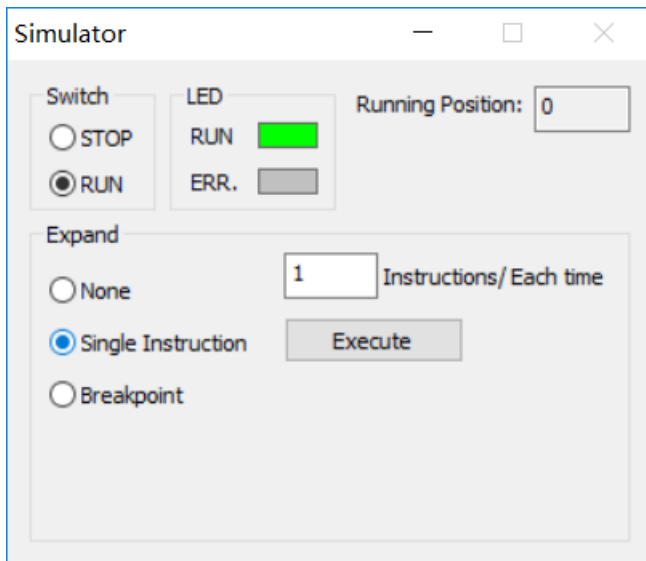 Simulator
Switch
STOP
RUN
LED
RUN
ERR.
Running Position: 0
Expand
None
Single Instruction
Breakpoint
1 Instructions/ Each time
Execute